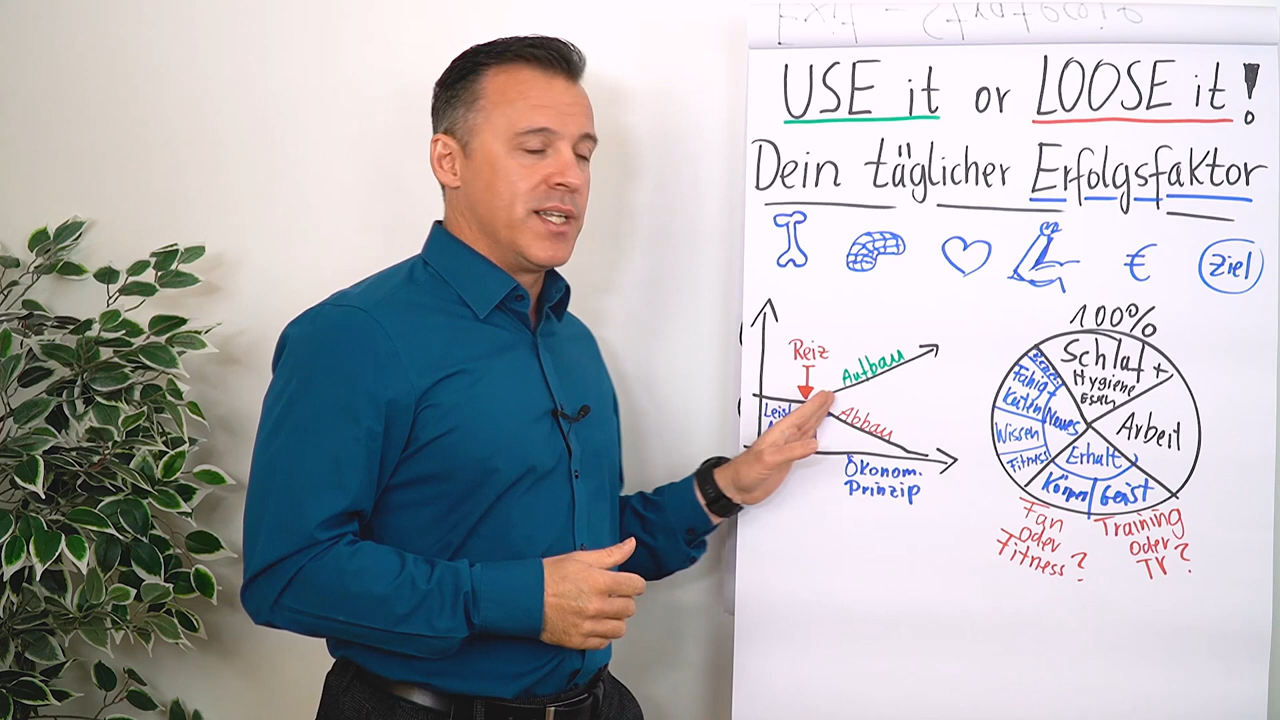 USE it or LOOSE it!
Dein täglicher Erfolgsfaktor
€
Ziel
Reiz
Aufbau
Abbau
Leist
Ökonom.
Prinzip
100%
Schlaf +
Hygiene
Essen
Arbeit
Erhalt
Körper
Geist
Neues
Fähig
keiten
Wissen
Fitness
Fan
oder
Fitness?
Training
oder
TV?